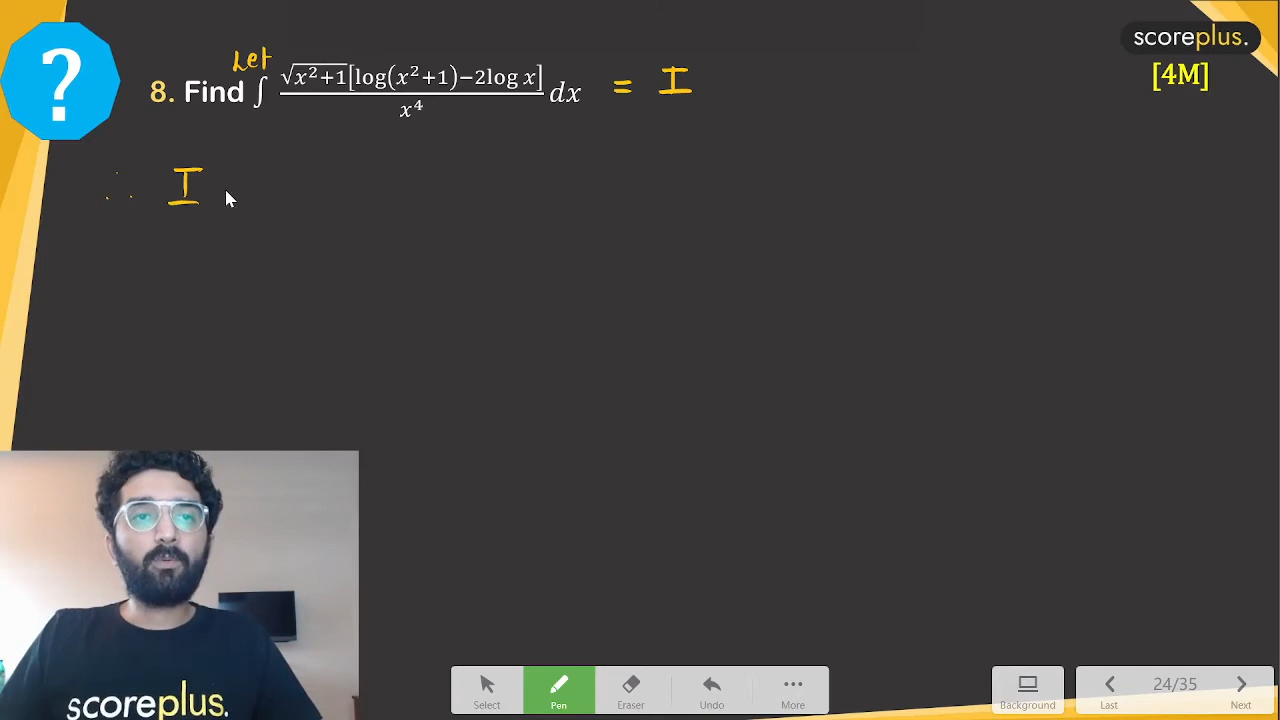 ?
scoreplus.
[4M]
Let
8. Find ∫ √x²+1[log(x²+1)−2log x] / x⁴ dx = I
∴ I
scoreplus.
Select Pen Eraser Undo More Background Last 24/35 Next